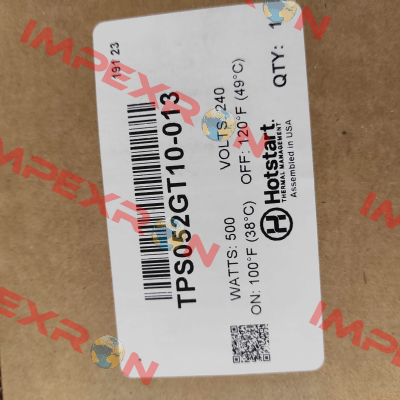 191 23
TPS052GT10-013
WATTS: 500 VOLTS: 240
ON: 100°F (38°C) OFF: 120°F (49°C)
Hotstart
THERMAL MANAGEMENT
Assembled in USA
QTY: 1
IMPEXRON
IMPEXRON
IMPEXRON